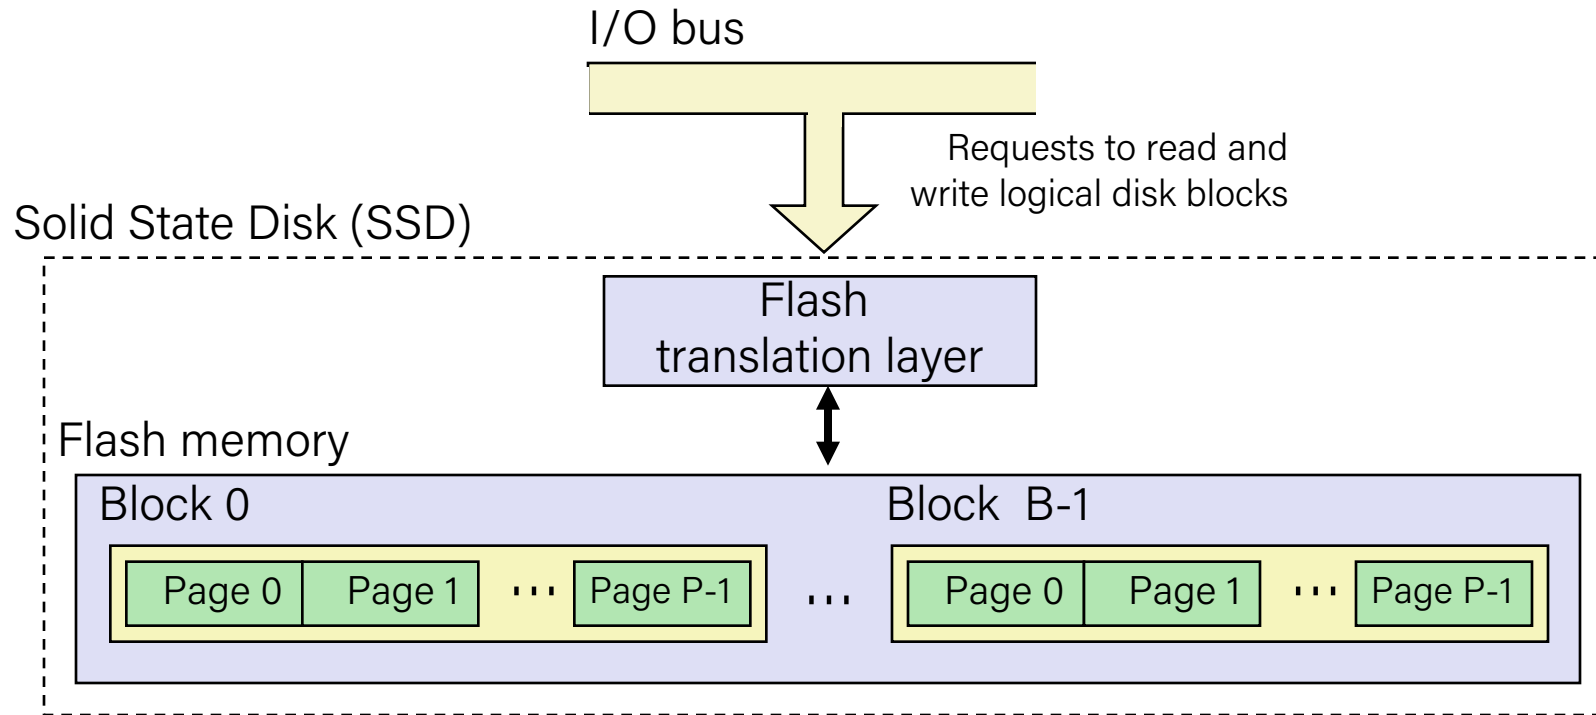 I/O bus
Requests to read and
write logical disk blocks
Solid State Disk (SSD)
Flash
translation layer
Flash memory
Block 0
Block B-1
Page 0 Page 1 ... Page P-1 ... Page 0 Page 1 ... Page P-1